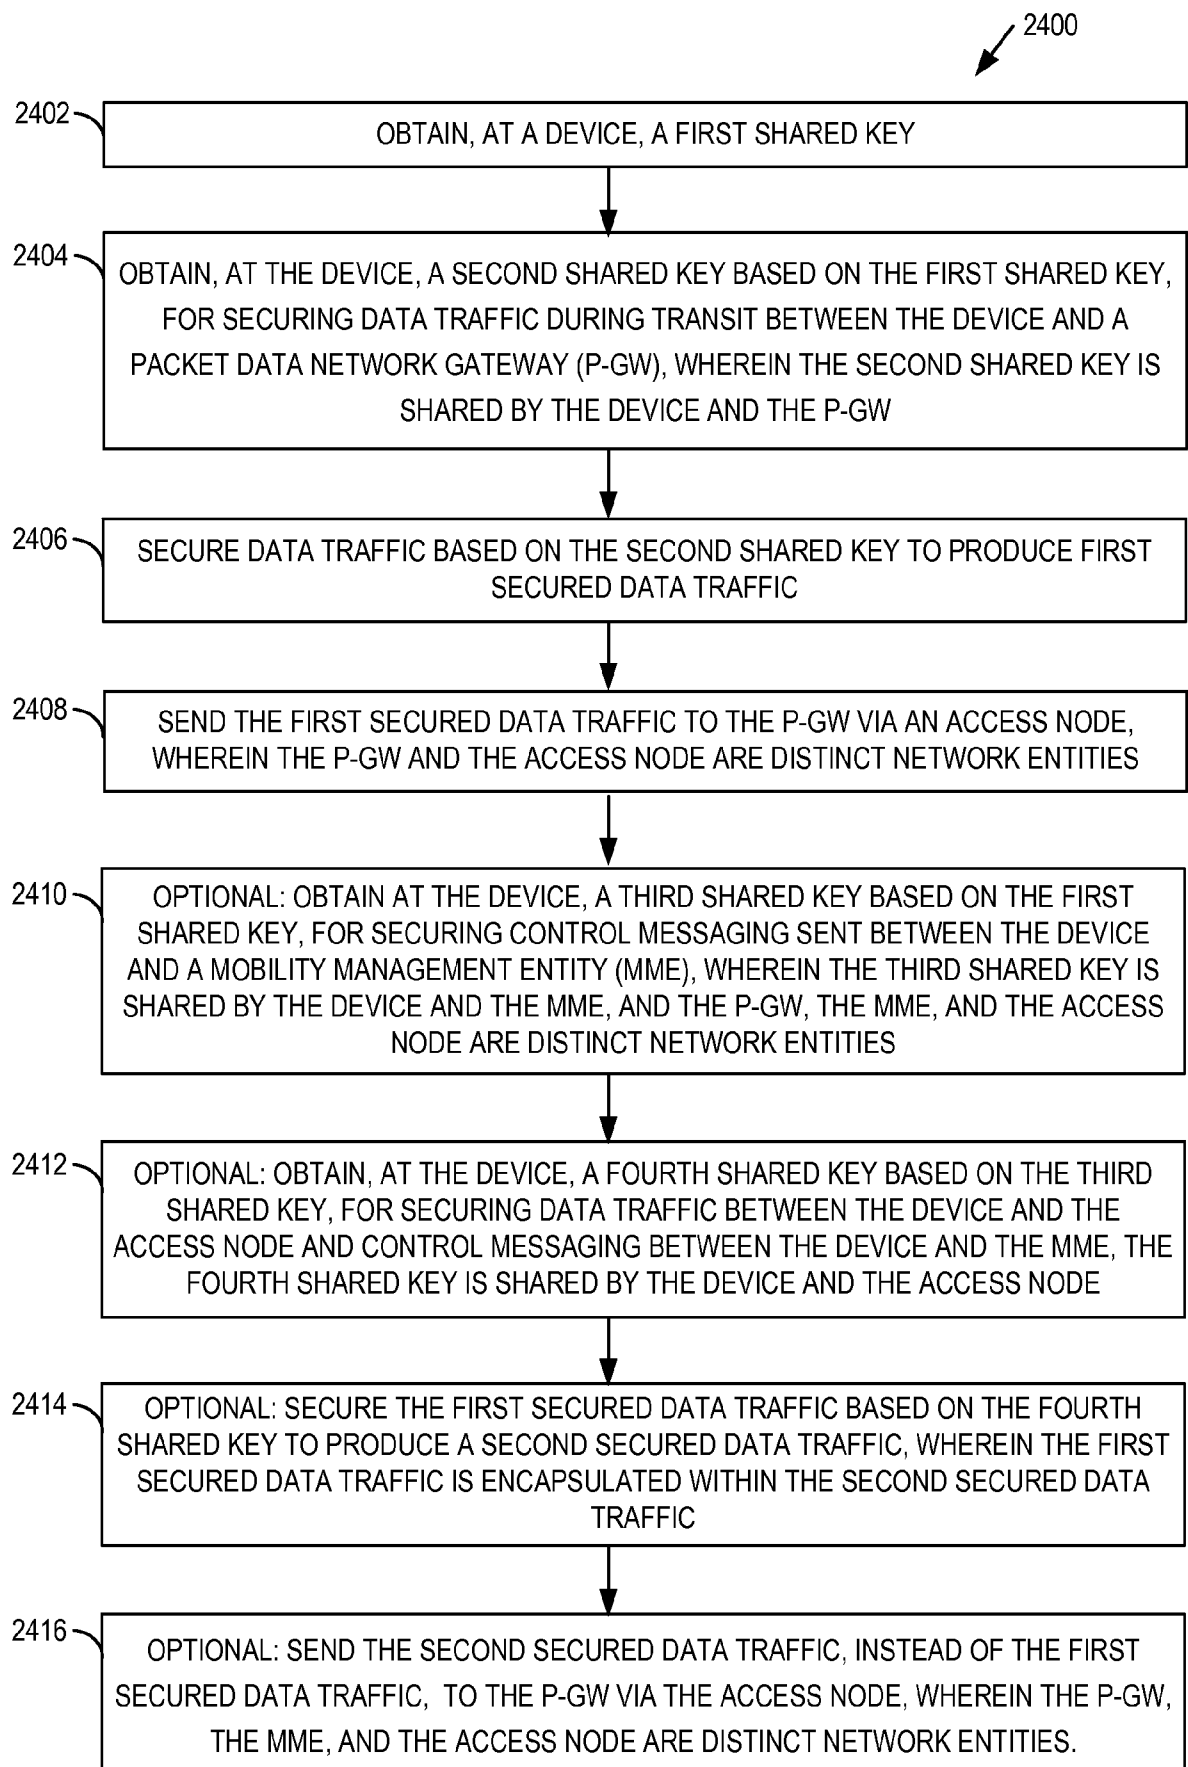 2400
2402
OBTAIN, AT A DEVICE, A FIRST SHARED KEY
2404
OBTAIN, AT THE DEVICE, A SECOND SHARED KEY BASED ON THE FIRST SHARED KEY,
FOR SECURING DATA TRAFFIC DURING TRANSIT BETWEEN THE DEVICE AND A
PACKET DATA NETWORK GATEWAY (P-GW), WHEREIN THE SECOND SHARED KEY IS
SHARED BY THE DEVICE AND THE P-GW
2406
SECURE DATA TRAFFIC BASED ON THE SECOND SHARED KEY TO PRODUCE FIRST
SECURED DATA TRAFFIC
2408
SEND THE FIRST SECURED DATA TRAFFIC TO THE P-GW VIA AN ACCESS NODE,
WHEREIN THE P-GW AND THE ACCESS NODE ARE DISTINCT NETWORK ENTITIES
2410
OPTIONAL: OBTAIN AT THE DEVICE, A THIRD SHARED KEY BASED ON THE FIRST
SHARED KEY, FOR SECURING CONTROL MESSAGING SENT BETWEEN THE DEVICE
AND A MOBILITY MANAGEMENT ENTITY (MME), WHEREIN THE THIRD SHARED KEY IS
SHARED BY THE DEVICE AND THE MME, AND THE P-GW, THE MME, AND THE ACCESS
NODE ARE DISTINCT NETWORK ENTITIES
2412
OPTIONAL: OBTAIN, AT THE DEVICE, A FOURTH SHARED KEY BASED ON THE THIRD
SHARED KEY, FOR SECURING DATA TRAFFIC BETWEEN THE DEVICE AND THE
ACCESS NODE AND CONTROL MESSAGING BETWEEN THE DEVICE AND THE MME, THE
FOURTH SHARED KEY IS SHARED BY THE DEVICE AND THE ACCESS NODE
2414
OPTIONAL: SECURE THE FIRST SECURED DATA TRAFFIC BASED ON THE FOURTH
SHARED KEY TO PRODUCE A SECOND SECURED DATA TRAFFIC, WHEREIN THE FIRST
SECURED DATA TRAFFIC IS ENCAPSULATED WITHIN THE SECOND SECURED DATA
TRAFFIC
2416
OPTIONAL: SEND THE SECOND SECURED DATA TRAFFIC, INSTEAD OF THE FIRST
SECURED DATA TRAFFIC, TO THE P-GW VIA THE ACCESS NODE, WHEREIN THE P-GW,
THE MME, AND THE ACCESS NODE ARE DISTINCT NETWORK ENTITIES.